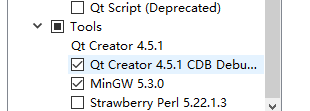 Qt Script (Deprecated)
Tools
Qt Creator 4.5.1
Qt Creator 4.5.1 CDB Debu...
MinGW 5.3.0
Strawberry Perl 5.22.1.3